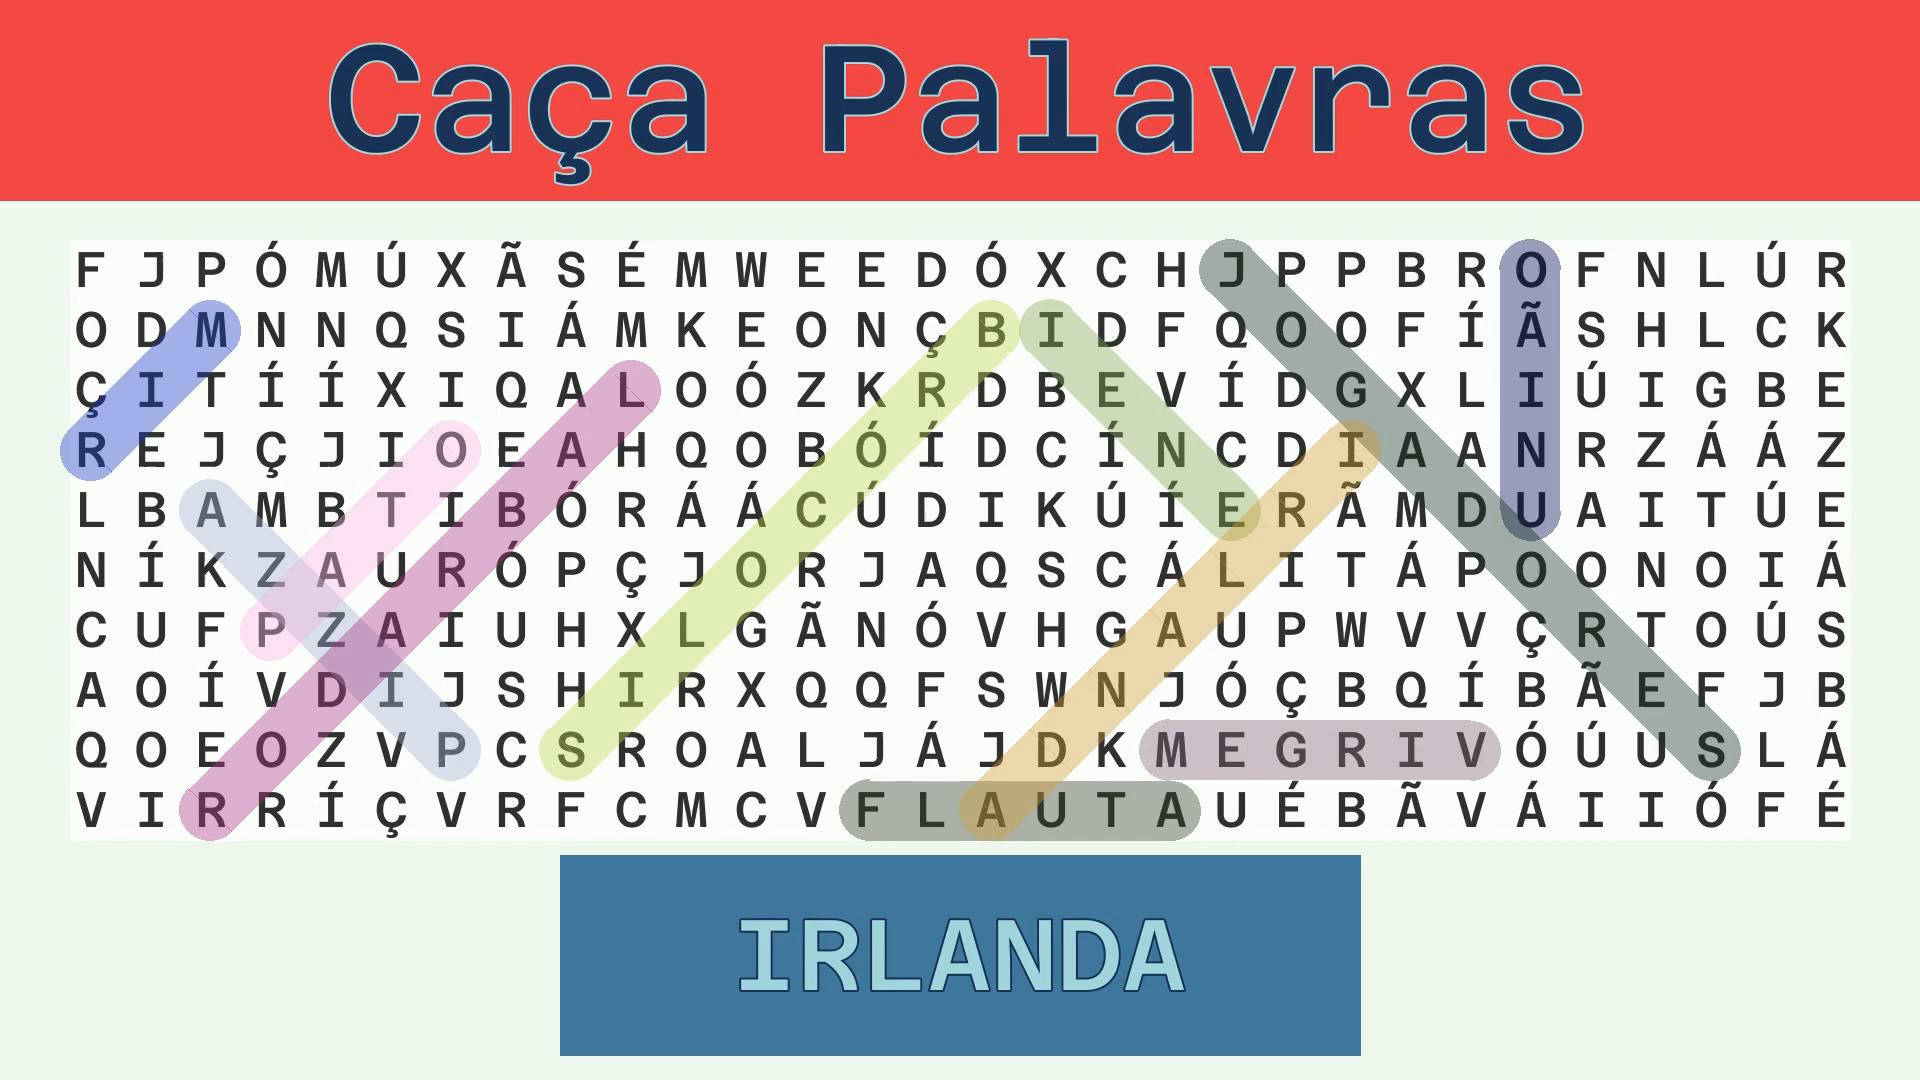 Caça Palavras
F J P Ó M Ú X Ã S É M W E E D Ó X C H J P P B R O F N L Ú R
O D M N N Q S I Á M K E O N Ç B I D F Q O O F Í Ã S H L C K
Ç I T Í Í X I Q A L O Ó Z K R D B E V Í D G X L I Ú I G B E
R E J Ç J I O E A H Q O B Ó Í D C Í N C D I A A N R Z Á Á Z
L B A M B T I B Ó R Á Á C Ú D I K Ú Í E R Ã M D U A I T Ú E
N Í K Z A U R Ó P Ç J O R J A Q S C Á L I T Á P O O N O I Á
C U F P Z A I U H X L G Ã N Ó V H G A U P W V V Ç R T O Ú S
A O Í V D I J S H I R X Q Q F S W N J Ó Ç B Q Í B Ã E F J B
Q O E O Z V P C S R O A L J Á J D K M E G R I V Ó Ú U S L Á
V I R R Í Ç V R F C M C V F L A U T A U É B Ã V Á I I Ó F É
IRLANDA